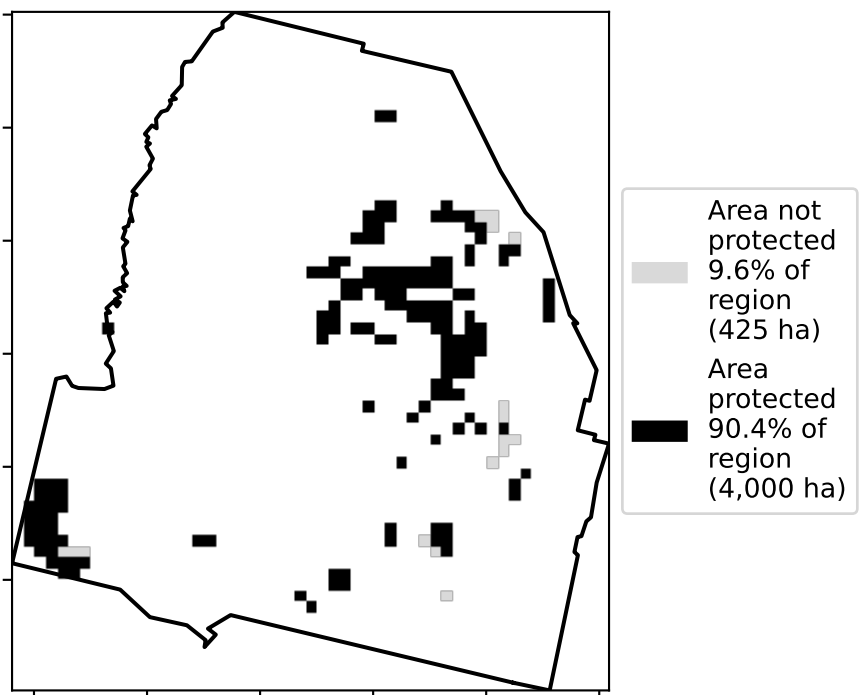 Area not
protected
9.6% of
region
(425 ha)
Area
protected
90.4% of
region
(4,000 ha)